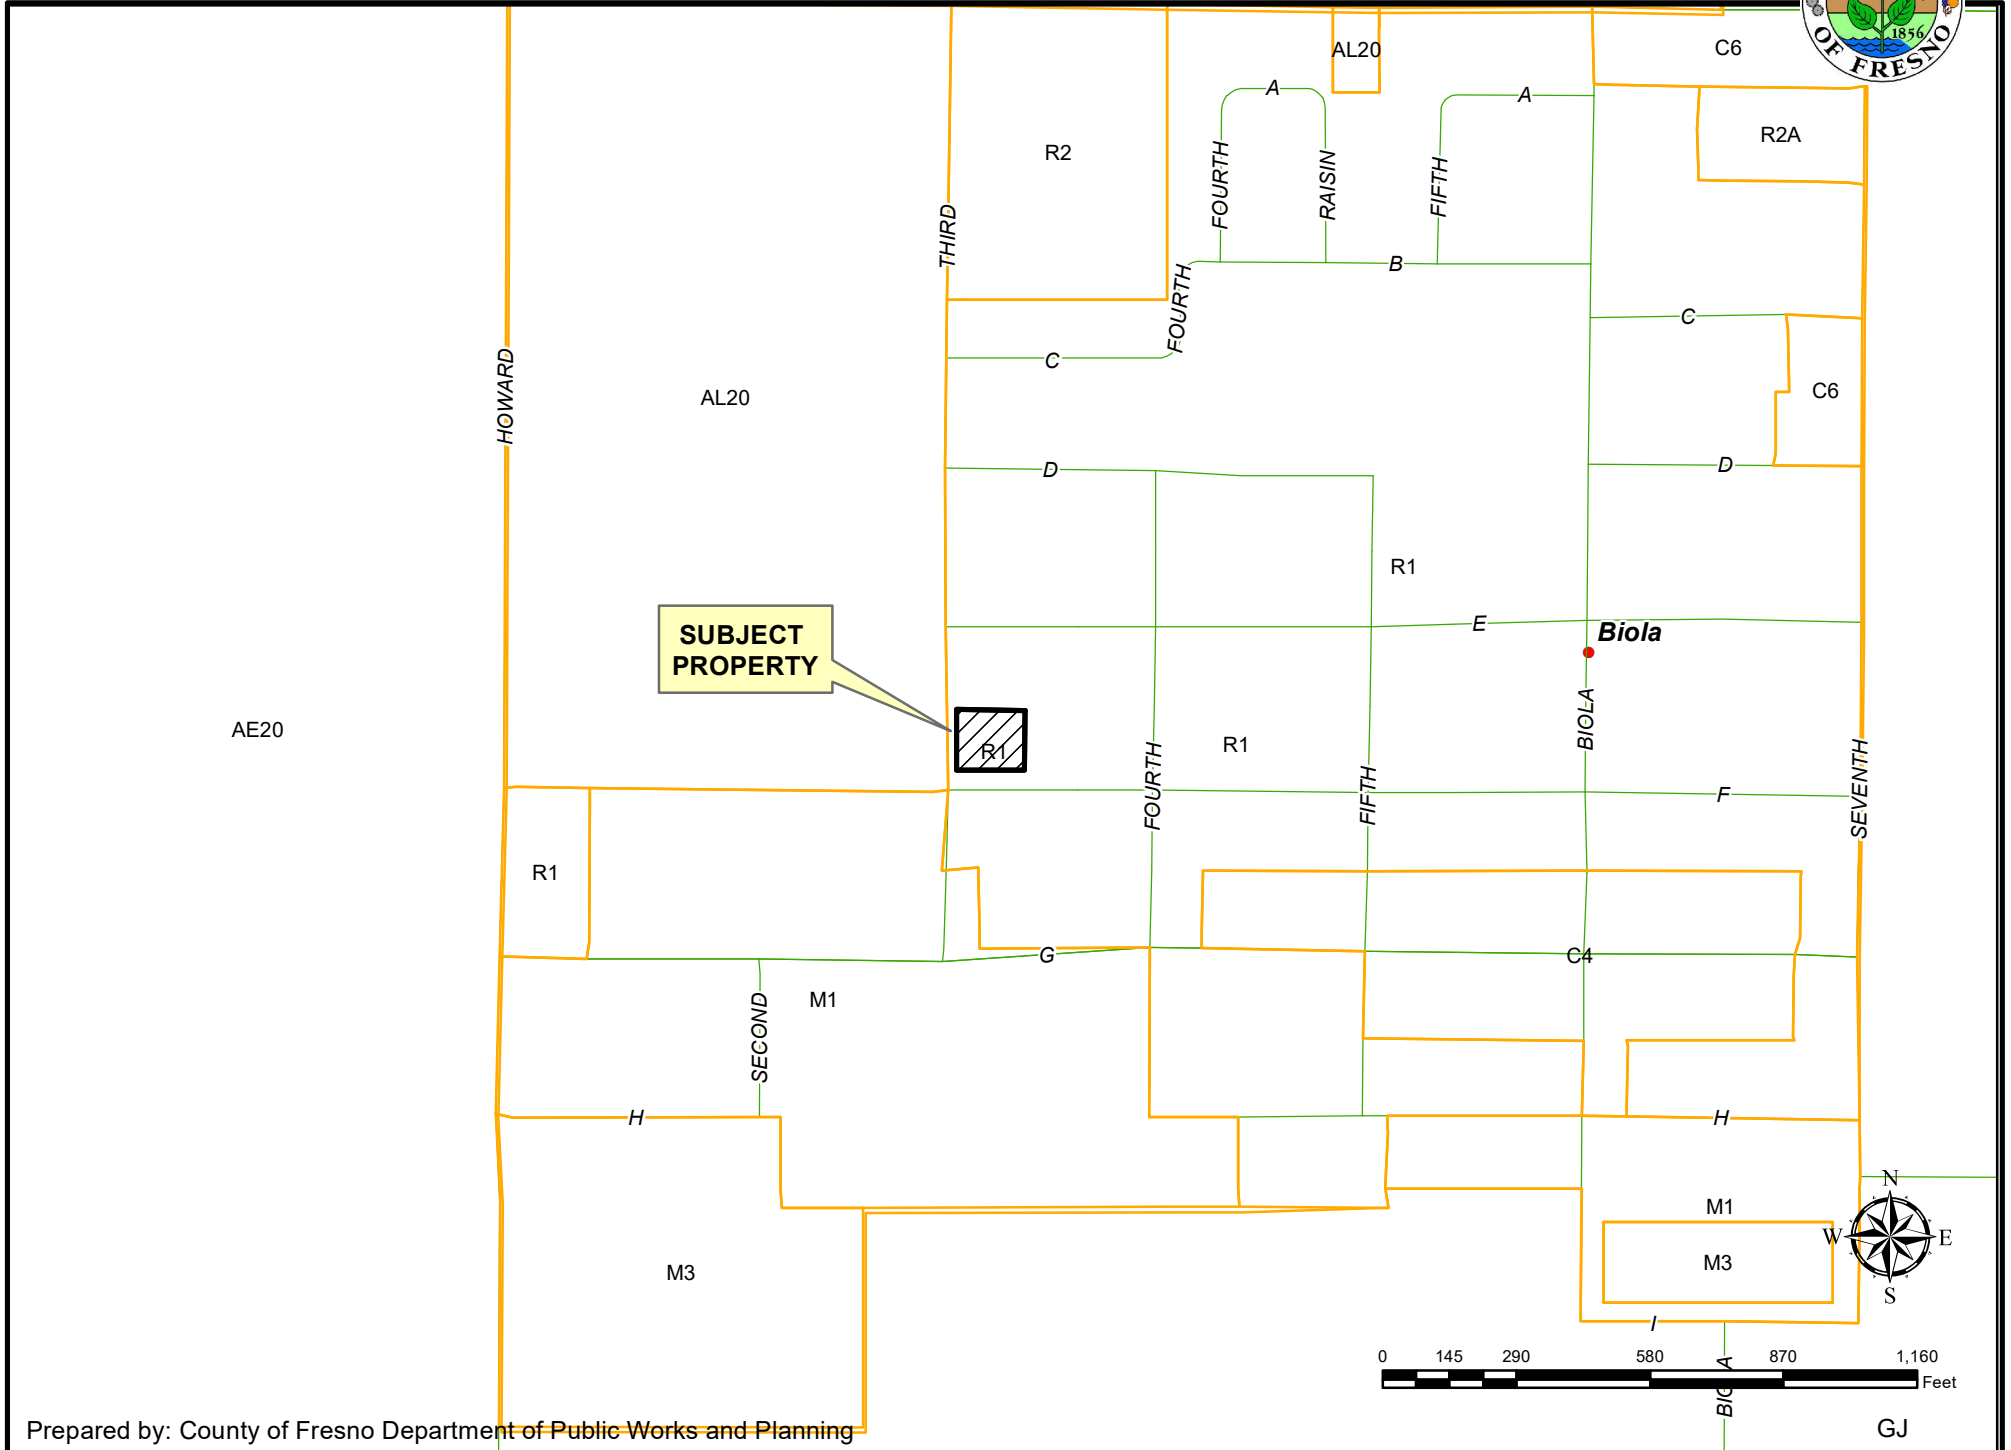 1856
OF FRESNO
C6
AL20
A
A
R2A
R2
FOURTH
RAISIN
FIFTH
THIRD
B
FOURTH
C
C
HOWARD
AL20
C6
D
D
R1
E
SUBJECT
PROPERTY
Biola
AE20
R1
R1
BIOLA
FOURTH
FIFTH
SEVENTH
F
R1
G
C4
M1
SECOND
H
H
N
M1
W
E
M3
M3
S
I
0 145 290 580 870 1,160
Feet
Prepared by: County of Fresno Department of Public Works and Planning
GJ